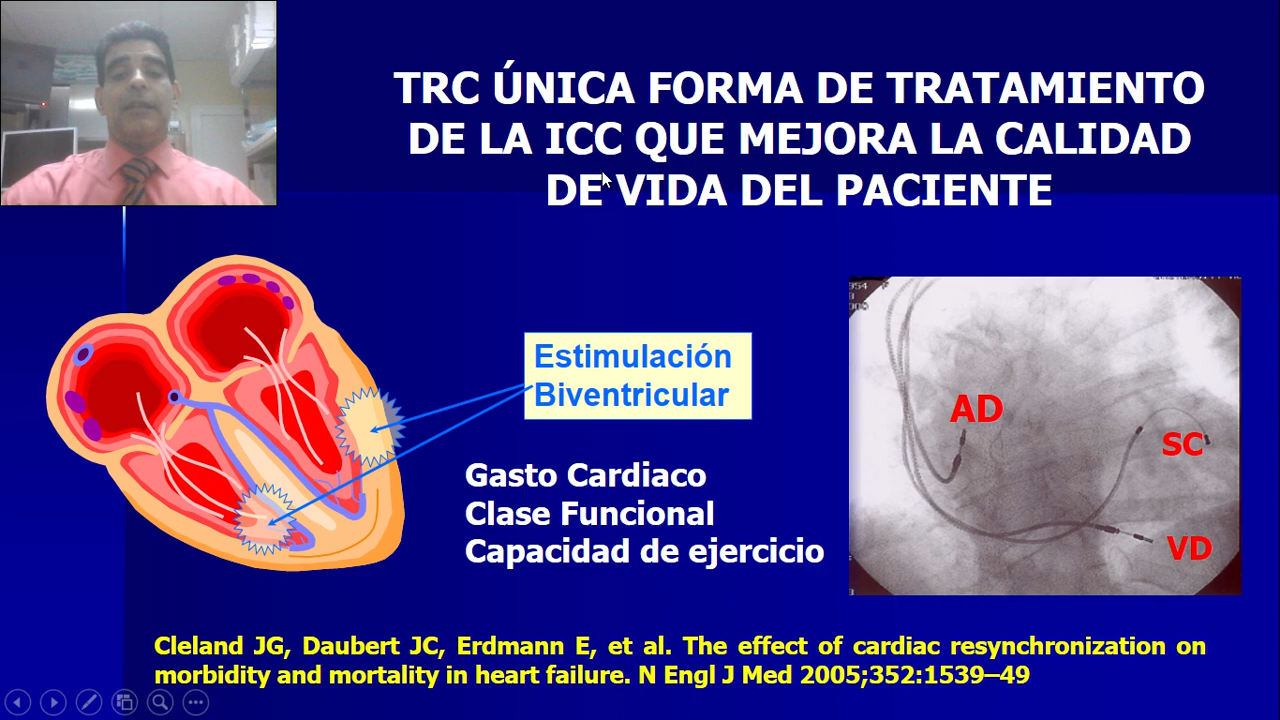 TRC ÚNICA FORMA DE TRATAMIENTO
DE LA ICC QUE MEJORA LA CALIDAD
DE VIDA DEL PACIENTE
Estimulación
Biventricular
Gasto Cardiaco
Clase Funcional
Capacidad de ejercicio
954
AD
SC
VD
Cleland JG, Daubert JC, Erdmann E, et al. The effect of cardiac resynchronization on
morbidity and mortality in heart failure. N Engl J Med 2005;352:1539–49